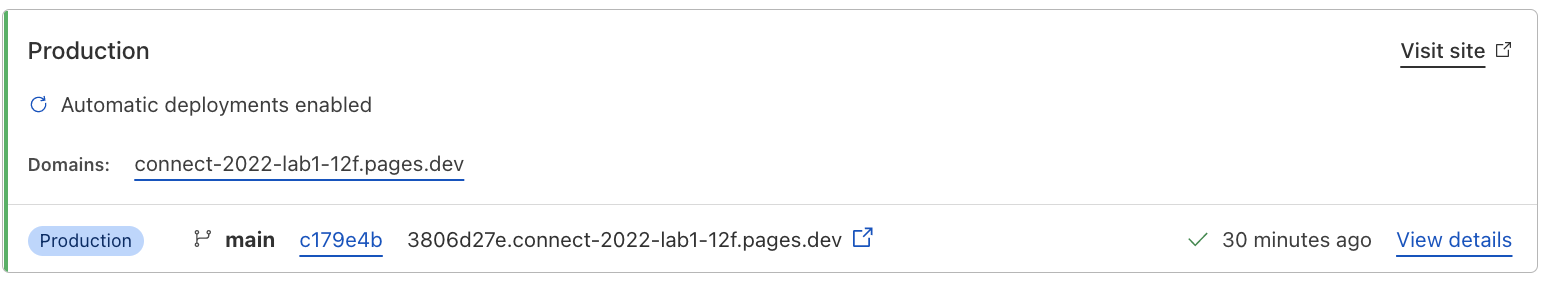 Production
Visit site
Automatic deployments enabled
Domains: connect-2022-lab1-12f.pages.dev
Production main c179e4b 3806d27e.connect-2022-lab1-12f.pages.dev 30 minutes ago View details